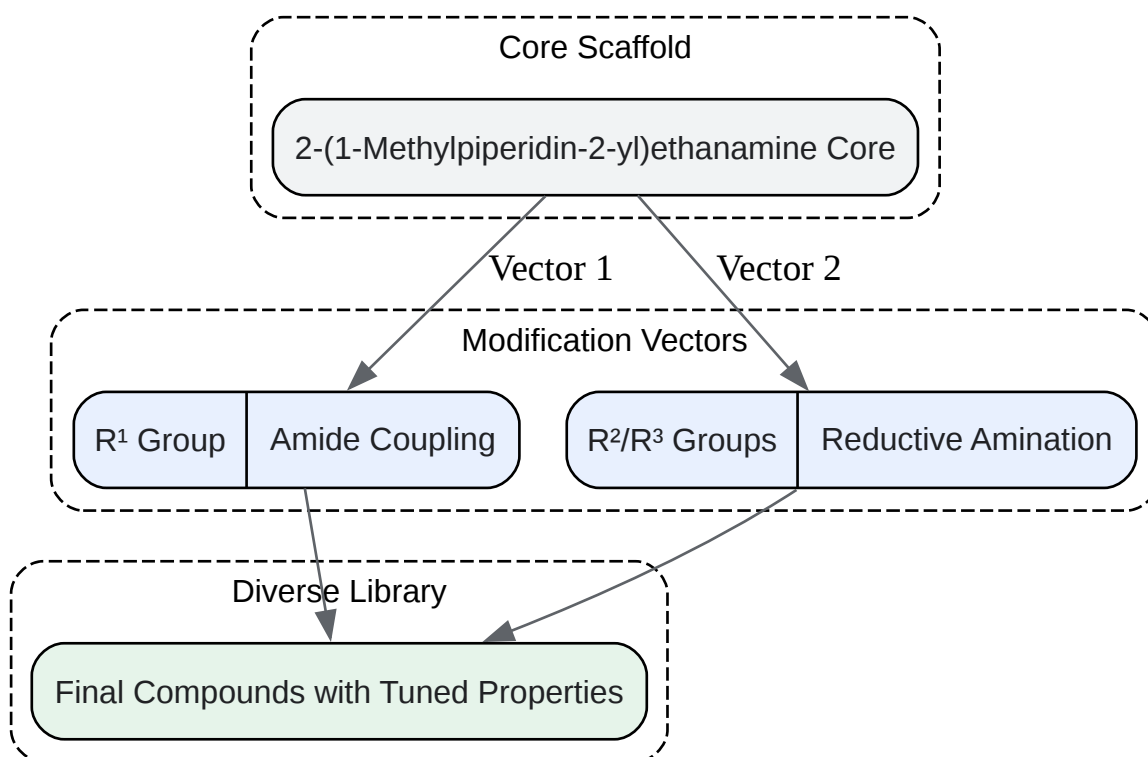 Core Scaffold
2-(1-Methylpiperidin-2-yl)ethanamine Core
Vector 1
Vector 2
Modification Vectors
R¹ Group
Amide Coupling
R²/R³ Groups
Reductive Amination
Diverse Library
Final Compounds with Tuned Properties